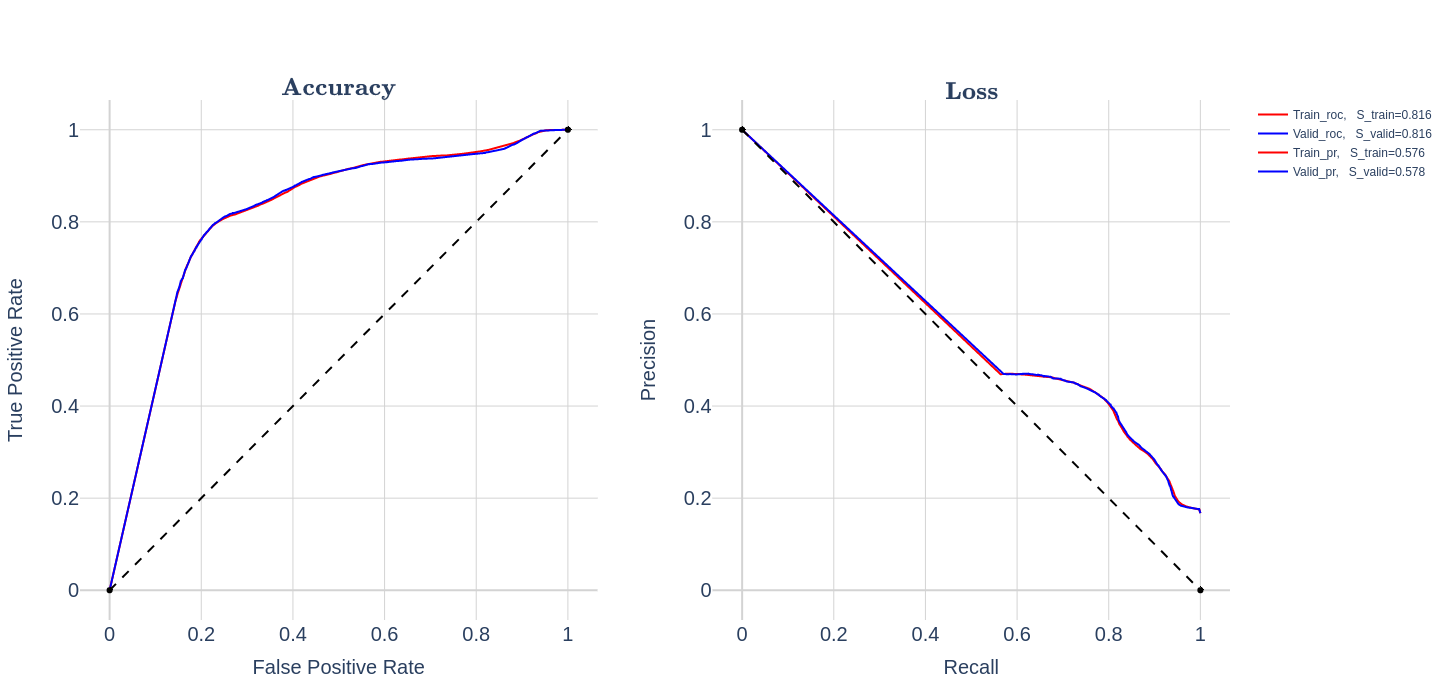 Accuracy
1
0.8
0.6
0.4
0.2
0
True Positive Rate
0 0.2 0.4 0.6 0.8 1
False Positive Rate
Loss
1
0.8
0.6
0.4
0.2
0
Precision
0 0.2 0.4 0.6 0.8 1
Recall
Train_roc, S_train=0.816
Valid_roc, S_valid=0.816
Train_pr, S_train=0.576
Valid_pr, S_valid=0.578